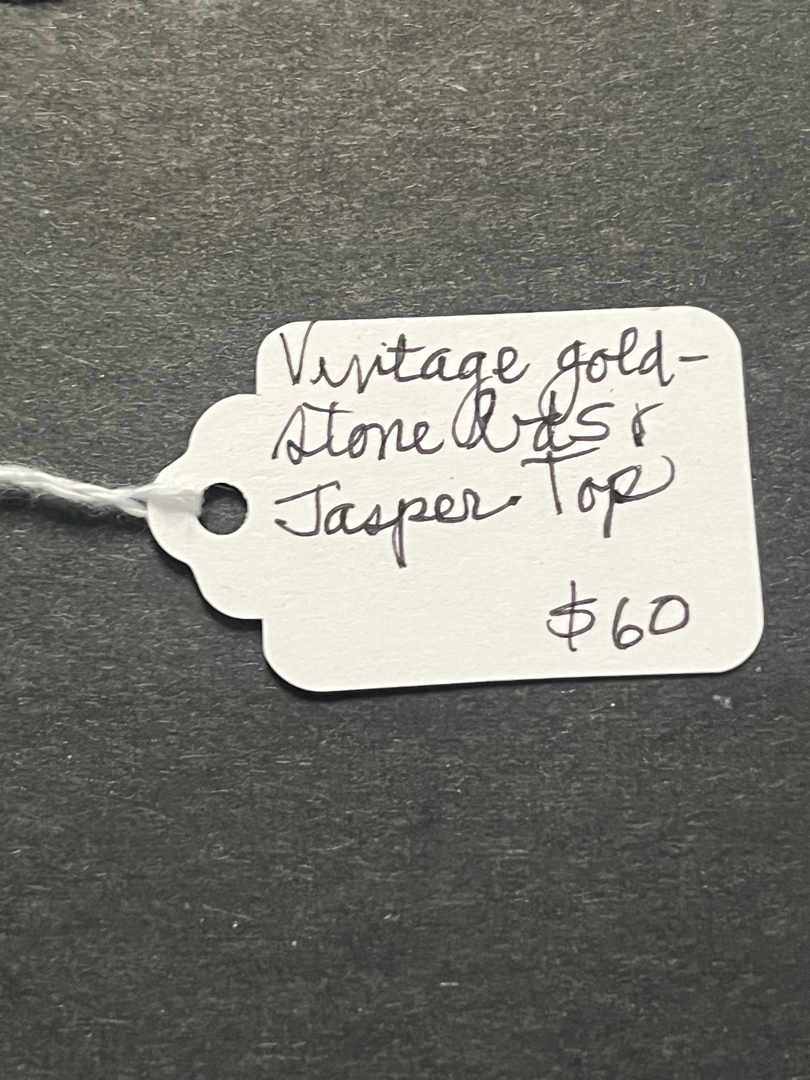 Vintage gold-
stone bds &
Jasper Top
$60